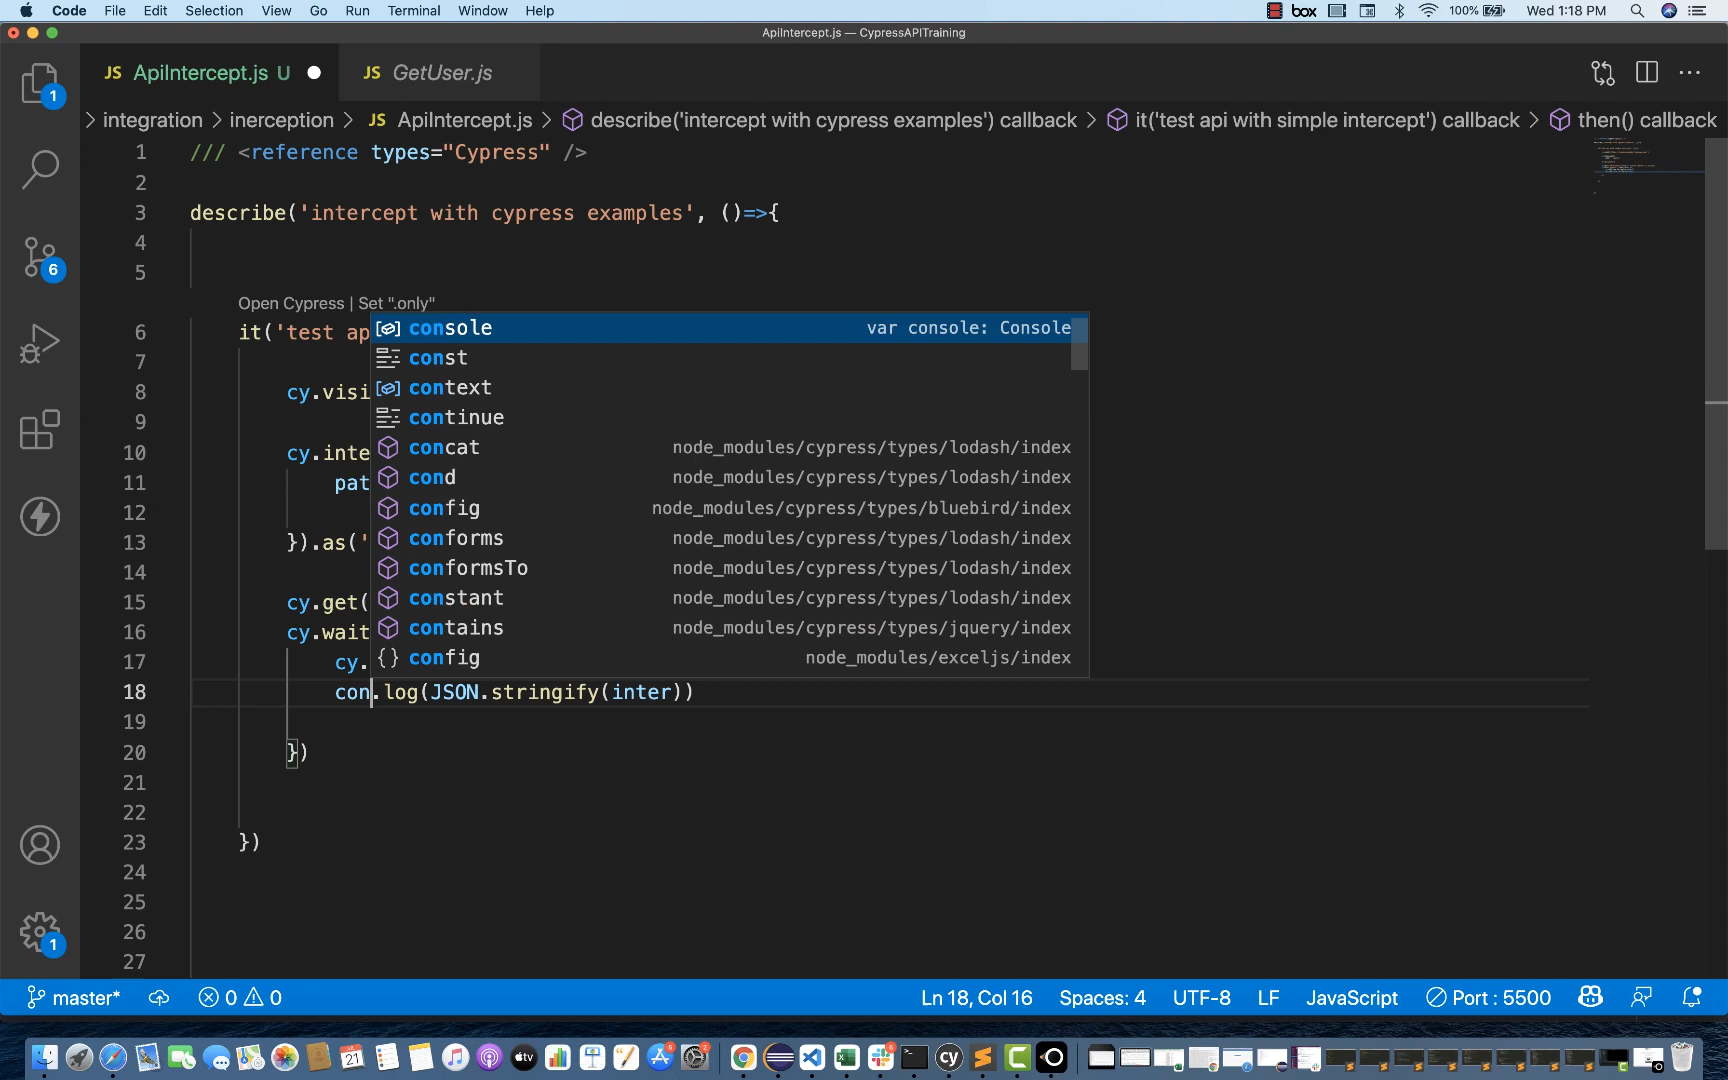 Code File Edit Selection View Go Run Terminal Window Help box 100% Wed 1:18 PM
ApiIntercept.js — CypressAPITraining
JS ApiIntercept.js U JS GetUser.js
1
> integration > inerception > JS ApiIntercept.js > describe('intercept with cypress examples') callback > it('test api with simple intercept') callback > then() callback
1 /// <reference types="Cypress" />
2
3 describe('intercept with cypress examples', ()=>{
4
5
6
Open Cypress | Set ".only"
6 it('test ap
console var console: Console
7
const
8 cy.visi
context
9
continue
10 cy.inte
concat node_modules/cypress/types/lodash/index
11 pat
cond node_modules/cypress/types/lodash/index
12
config node_modules/cypress/types/bluebird/index
13 }).as('
conforms node_modules/cypress/types/lodash/index
14
conformsTo node_modules/cypress/types/lodash/index
15 cy.get(
constant node_modules/cypress/types/lodash/index
16 cy.wait
contains node_modules/cypress/types/jquery/index
17 cy.
{} config node_modules/exceljs/index
18 con.log(JSON.stringify(inter))
19
20 })
21
22
23 })
24
25
26
1
27
master* 0 0 Ln 18, Col 16 Spaces: 4 UTF-8 LF JavaScript Port : 5500
21 tv cy